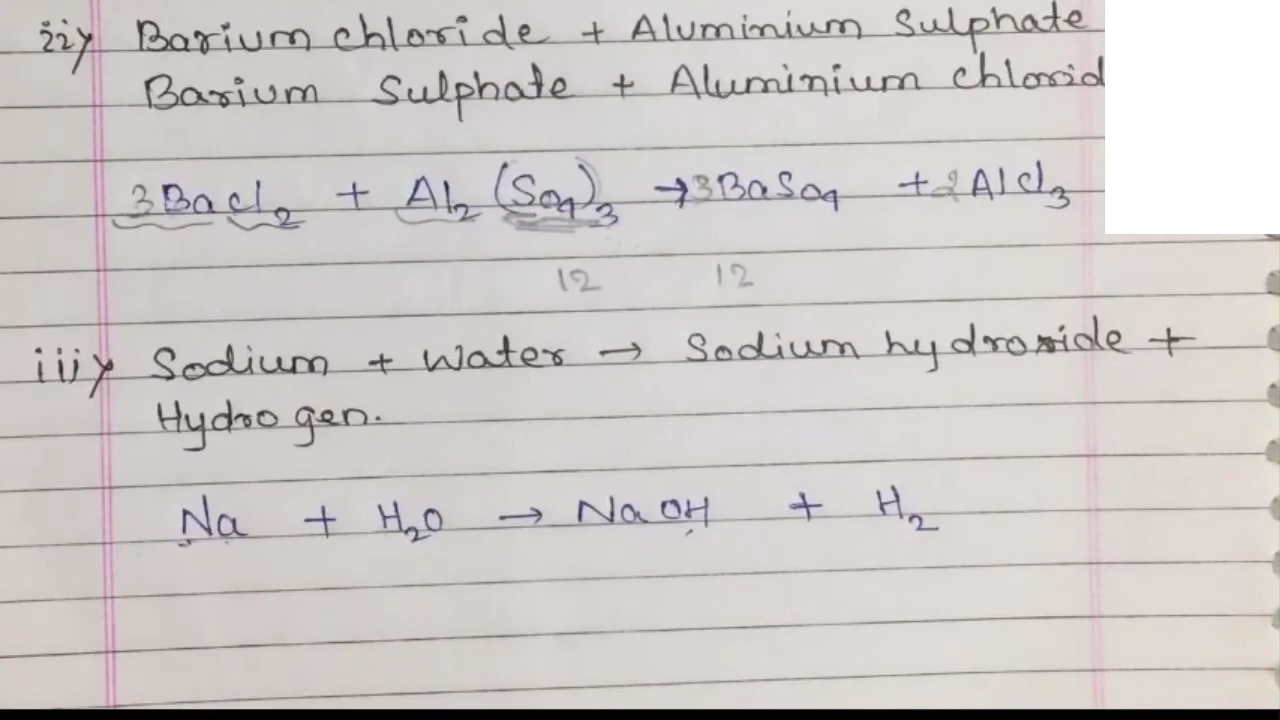 ii) Barium chloride + Aluminium Sulphate
Barium Sulphate + Aluminium chlorid
3Bacl2 + Al2(So4)3 → 3BaSo4 + 2Alcl3
12 12
iii) Sodium + Water → Sodium hydroxide +
Hydrogen.
Na + H2O → NaOH + H2